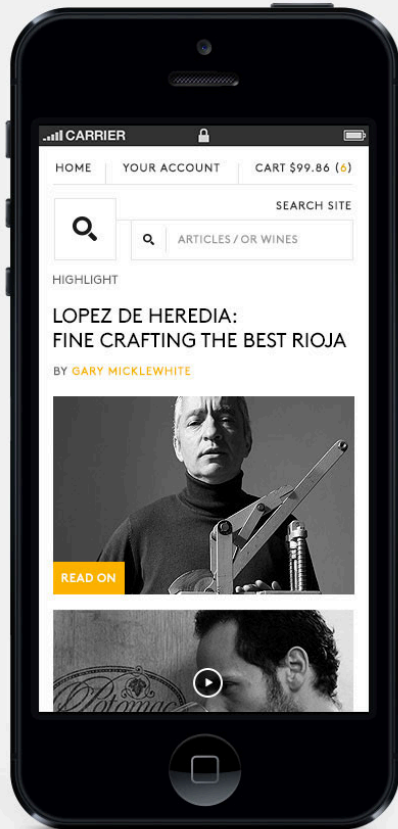 CARRIER
HOME YOUR ACCOUNT CART $99.86 (6)
SEARCH SITE
ARTICLES / OR WINES
HIGHLIGHT
LOPEZ DE HEREDIA:
FINE CRAFTING THE BEST RIOJA
BY GARY MICKLEWHITE
READ ON
Potomac